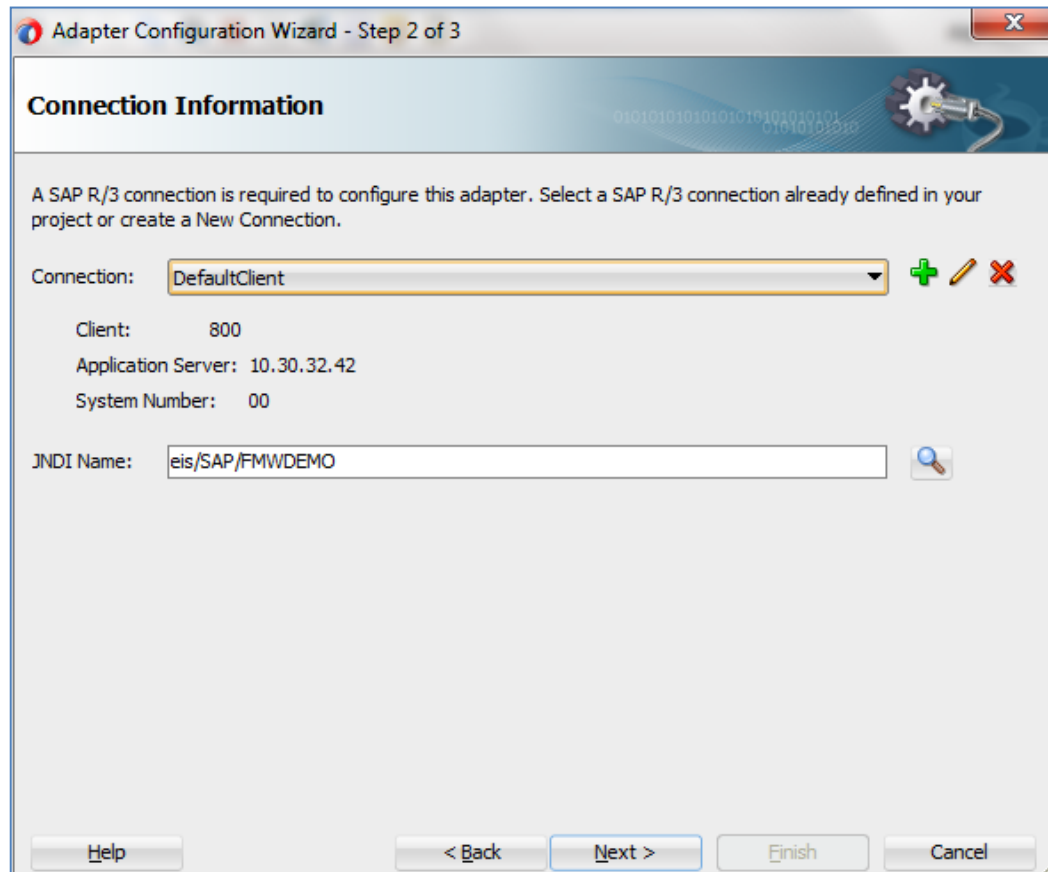 Adapter Configuration Wizard - Step 2 of 3
Connection Information
0101010101010101010101010101
01010101010
A SAP R/3 connection is required to configure this adapter. Select a SAP R/3 connection already defined in your
project or create a New Connection.
Connection: DefaultClient
Client: 800
Application Server: 10.30.32.42
System Number: 00
JNDI Name: eis/SAP/FMWDEMO
Help < Back Next > Finish Cancel